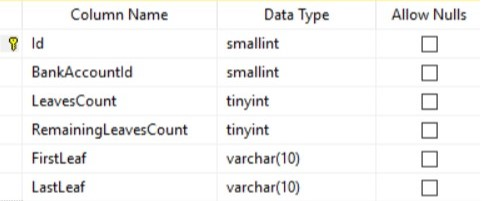 Column Name Data Type Allow Nulls
Id smallint
BankAccountId smallint
LeavesCount tinyint
RemainingLeavesCount tinyint
FirstLeaf varchar(10)
LastLeaf varchar(10)